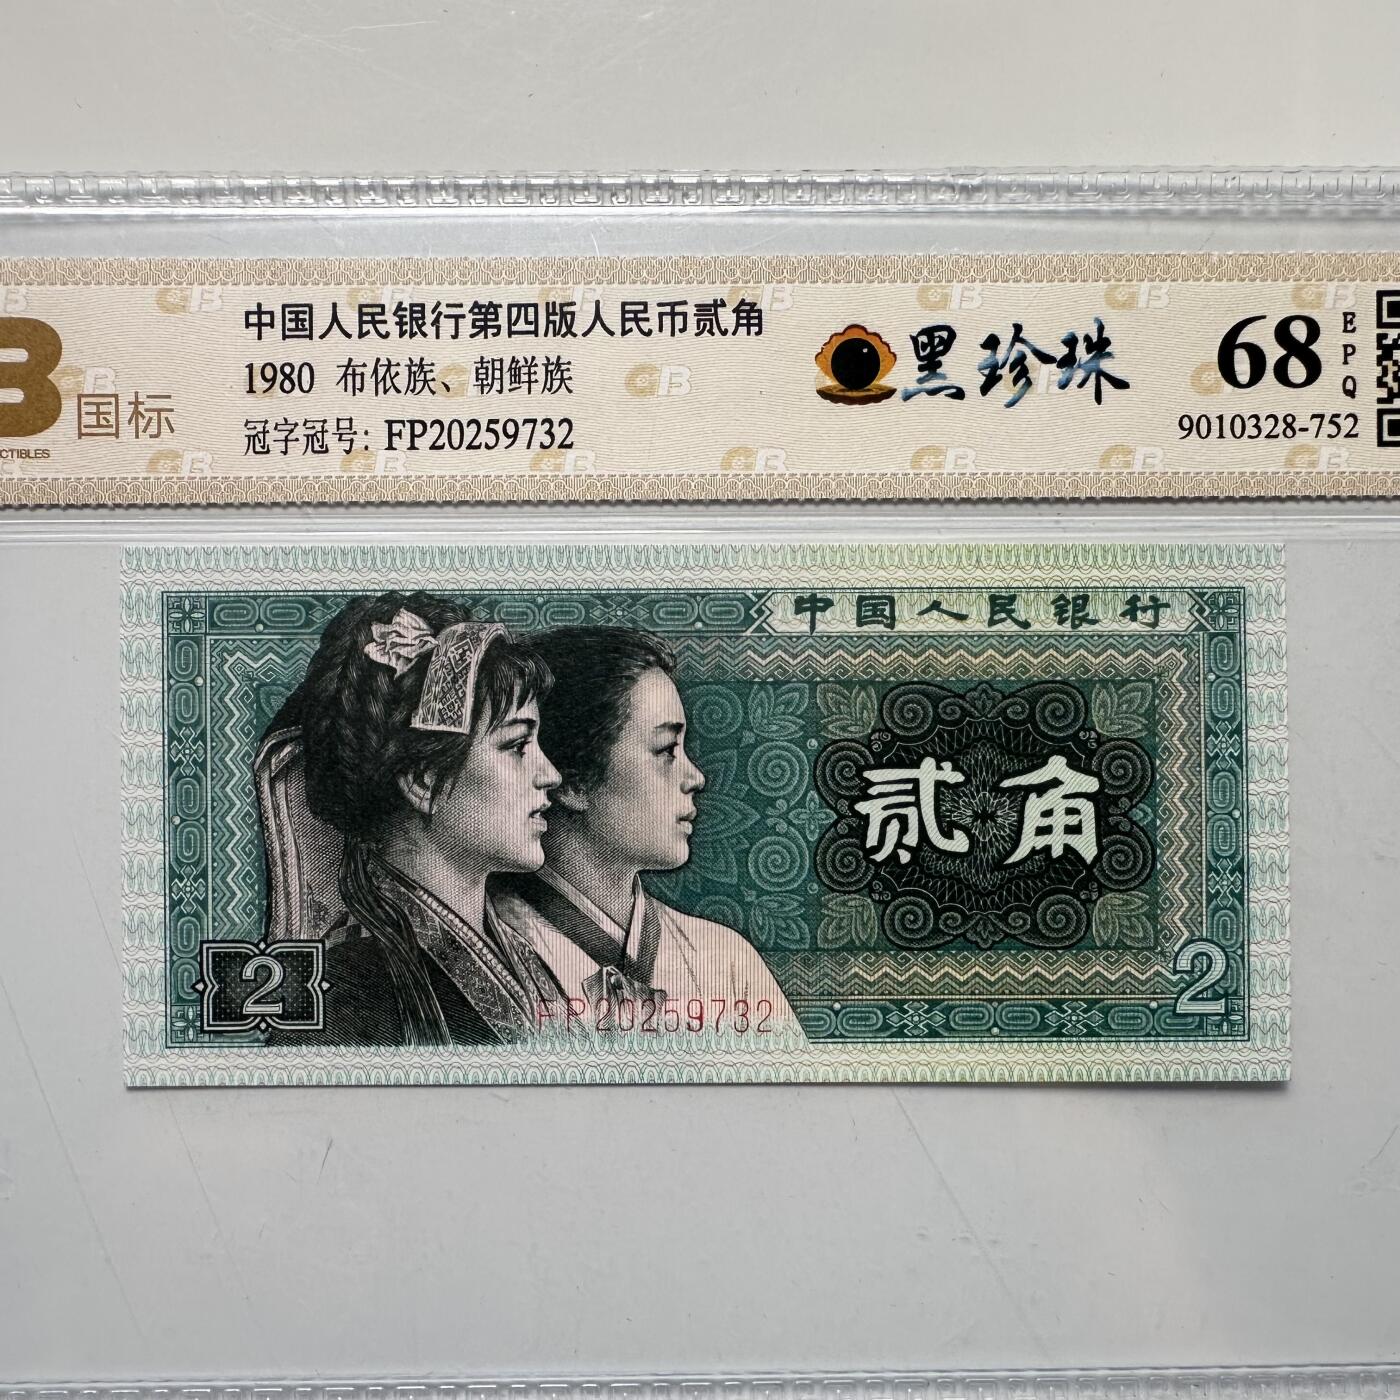 中国人民银行第四版人民币贰角
1980 布依族、朝鲜族
冠字冠号: FP20259732
国标
CTIBLES
黑珍珠
68
EPQ
9010328-752
中国人民银行
贰角
2
2
FP20259732